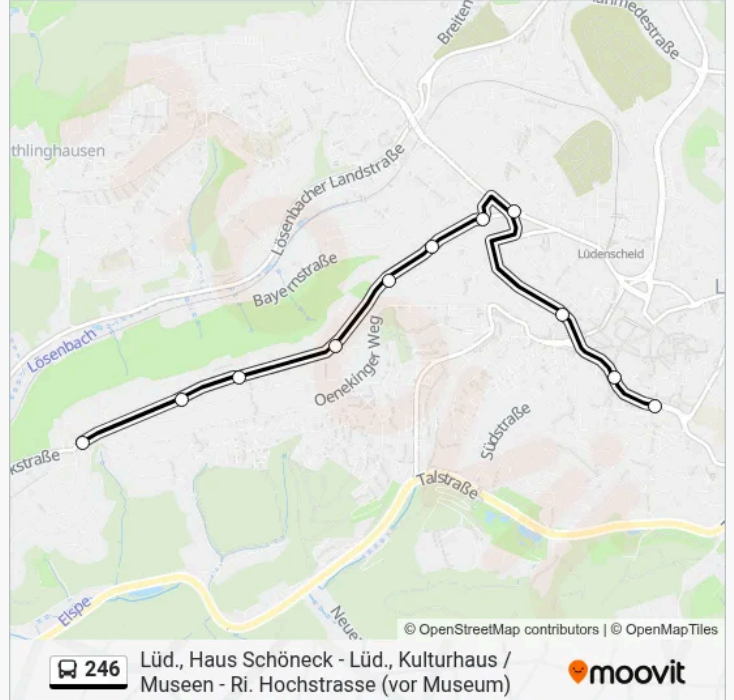 Breiten
ahmedestraße
thlinghausen
Lösenbacher Landstraße
Lüdenscheid
Bayernstraße
L
Lösenbach
Oenekinger Weg
Südstraße
kstraße
Talstraße
Elspe
Neue
© OpenStreetMap contributors | © OpenMapTiles
246
Lüd., Haus Schöneck - Lüd., Kulturhaus /
Museen - Ri. Hochstrasse (vor Museum)
moovit